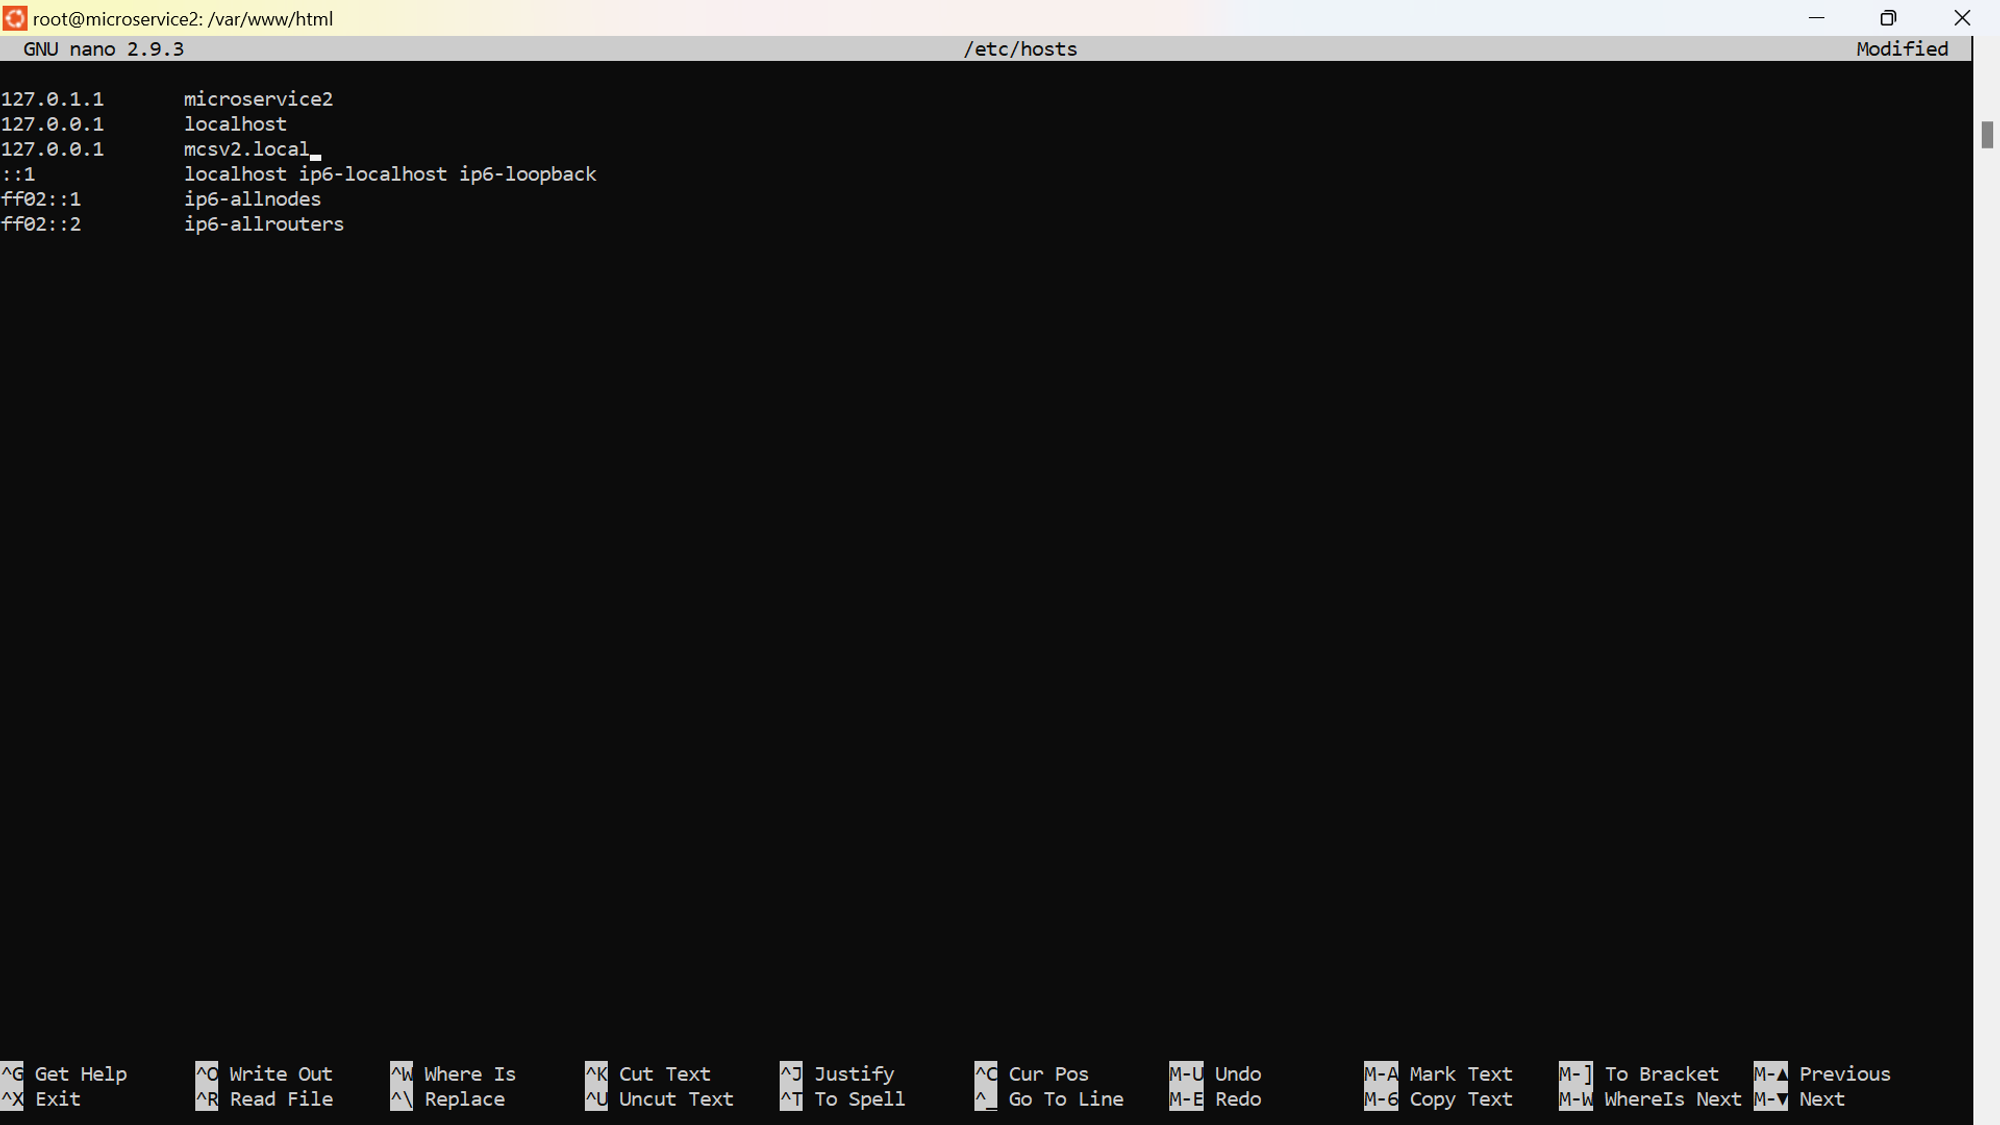 root@microservice2: /var/www/html
GNU nano 2.9.3 /etc/hosts Modified
127.0.1.1 microservice2
127.0.0.1 localhost
127.0.0.1 mcsv2.local
::1 localhost ip6-localhost ip6-loopback
ff02::1 ip6-allnodes
ff02::2 ip6-allrouters
^G Get Help ^O Write Out ^W Where Is ^K Cut Text ^J Justify ^C Cur Pos M-U Undo M-A Mark Text M-] To Bracket M-▲ Previous
^X Exit ^R Read File ^\ Replace ^U Uncut Text ^T To Spell ^_ Go To Line M-E Redo M-6 Copy Text M-W WhereIs Next M-▼ Next